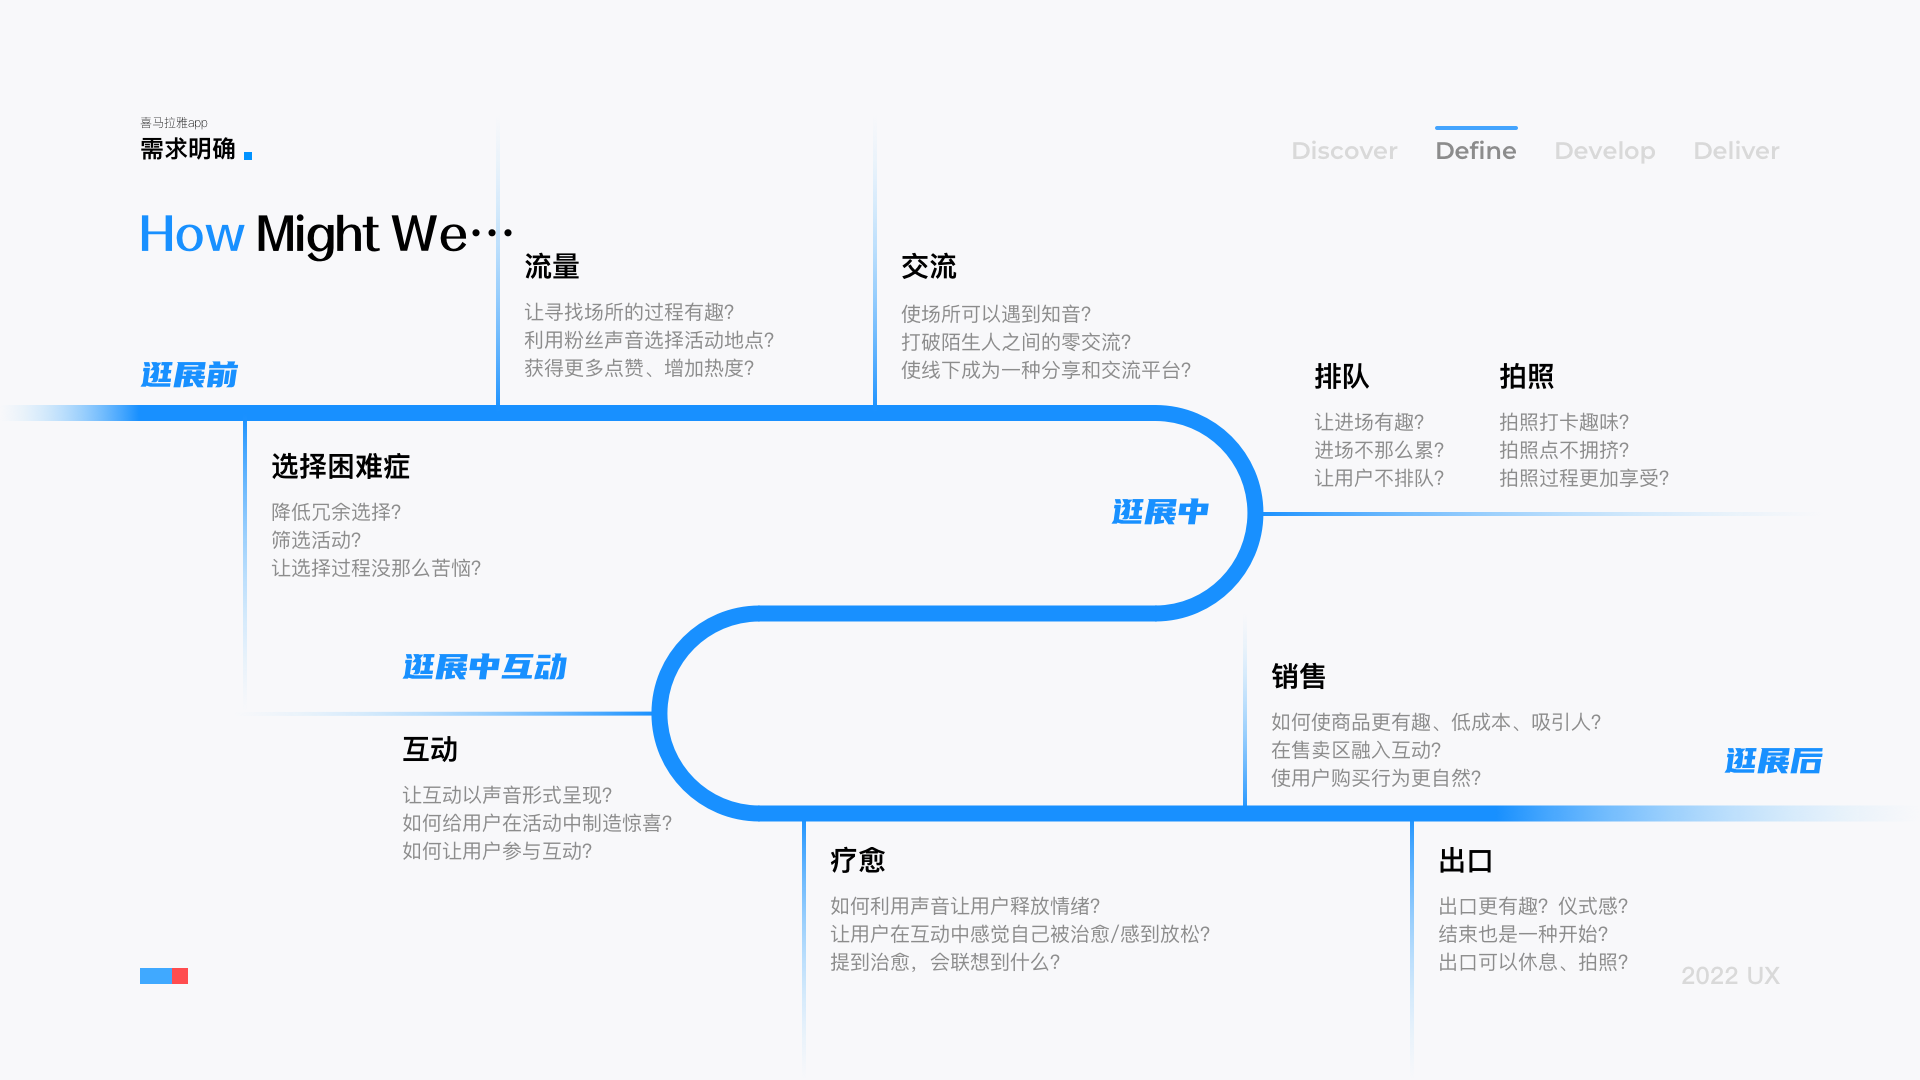 喜马拉雅app
需求明确
Discover Define Develop Deliver
How Might We…
逛展前
流量
让寻找场所的过程有趣?
利用粉丝声音选择活动地点?
获得更多点赞、增加热度?
交流
使场所可以遇到知音?
打破陌生人之间的零交流?
使线下成为一种分享和交流平台?
选择困难症
降低冗余选择?
筛选活动?
让选择过程没那么苦恼?
逛展中
排队
让进场有趣?
进场不那么累?
让用户不排队?
拍照
拍照打卡趣味?
拍照点不拥挤?
拍照过程更加享受?
逛展中互动
互动
让互动以声音形式呈现?
如何给用户在活动中制造惊喜?
如何让用户参与互动?
销售
如何使商品更有趣、低成本、吸引人?
在售卖区融入互动?
使用户购买行为更自然?
逛展后
疗愈
如何利用声音让用户释放情绪?
让用户在互动中感觉自己被治愈/感到放松?
提到治愈，会联想到什么?
出口
出口更有趣? 仪式感?
结束也是一种开始?
出口可以休息、拍照?
2022 UX